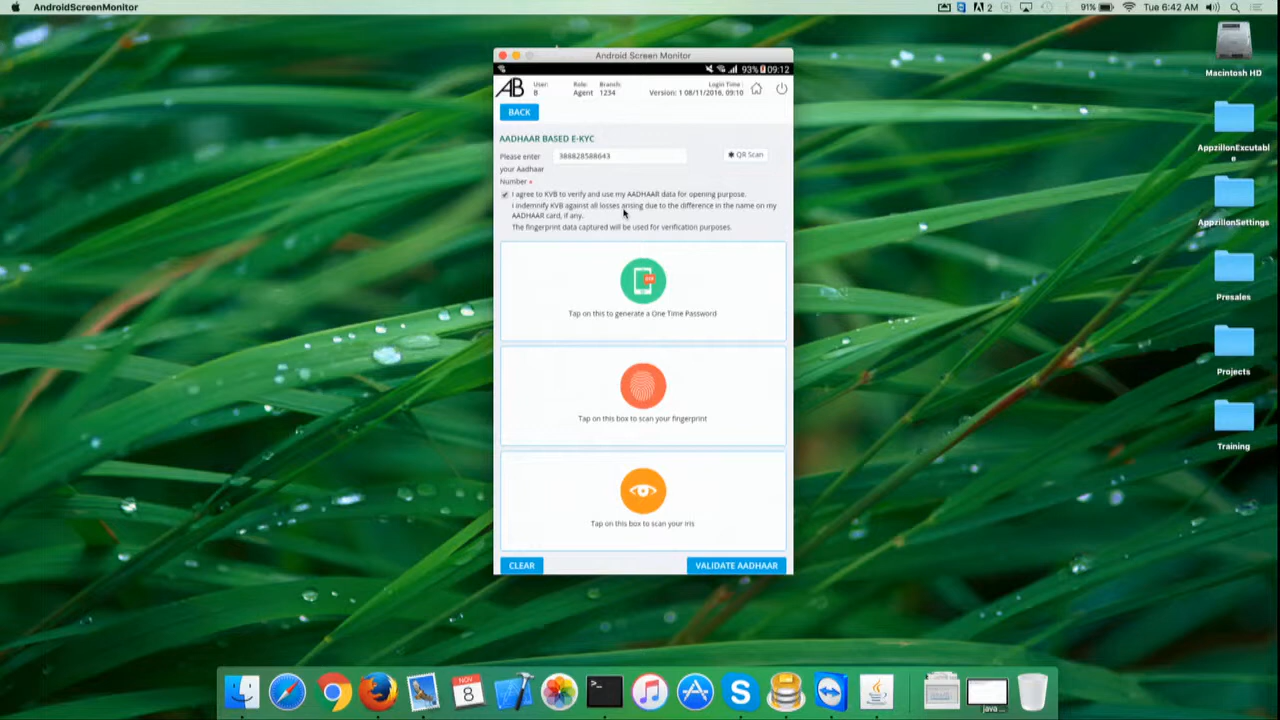 AndroidScreenMonitor
2
91%
Tue 6:42 AM
Android Screen Monitor
93% 09:12
AB
User: Role: Branch: Login Time :
B Agent 1234 Version: 1 08/11/2016, 09:10
BACK
AADHAAR BASED E-KYC
Please enter your Aadhaar Number *
388828588643
✱ QR Scan
I agree to KVB to verify and use my AADHAAR data for opening purpose.
I indemnify KVB against all losses arising due to the difference in the name on my
AADHAAR card, if any.
The fingerprint data captured will be used for verification purposes.
Tap on this to generate a One Time Password
Tap on this box to scan your fingerprint
Tap on this box to scan your iris
CLEAR
VALIDATE AADHAAR
Macintosh HD
AppzillonExcutabl
e
AppzillonSettings
Presales
Projects
Training
NOV
8
>_
S
java ...